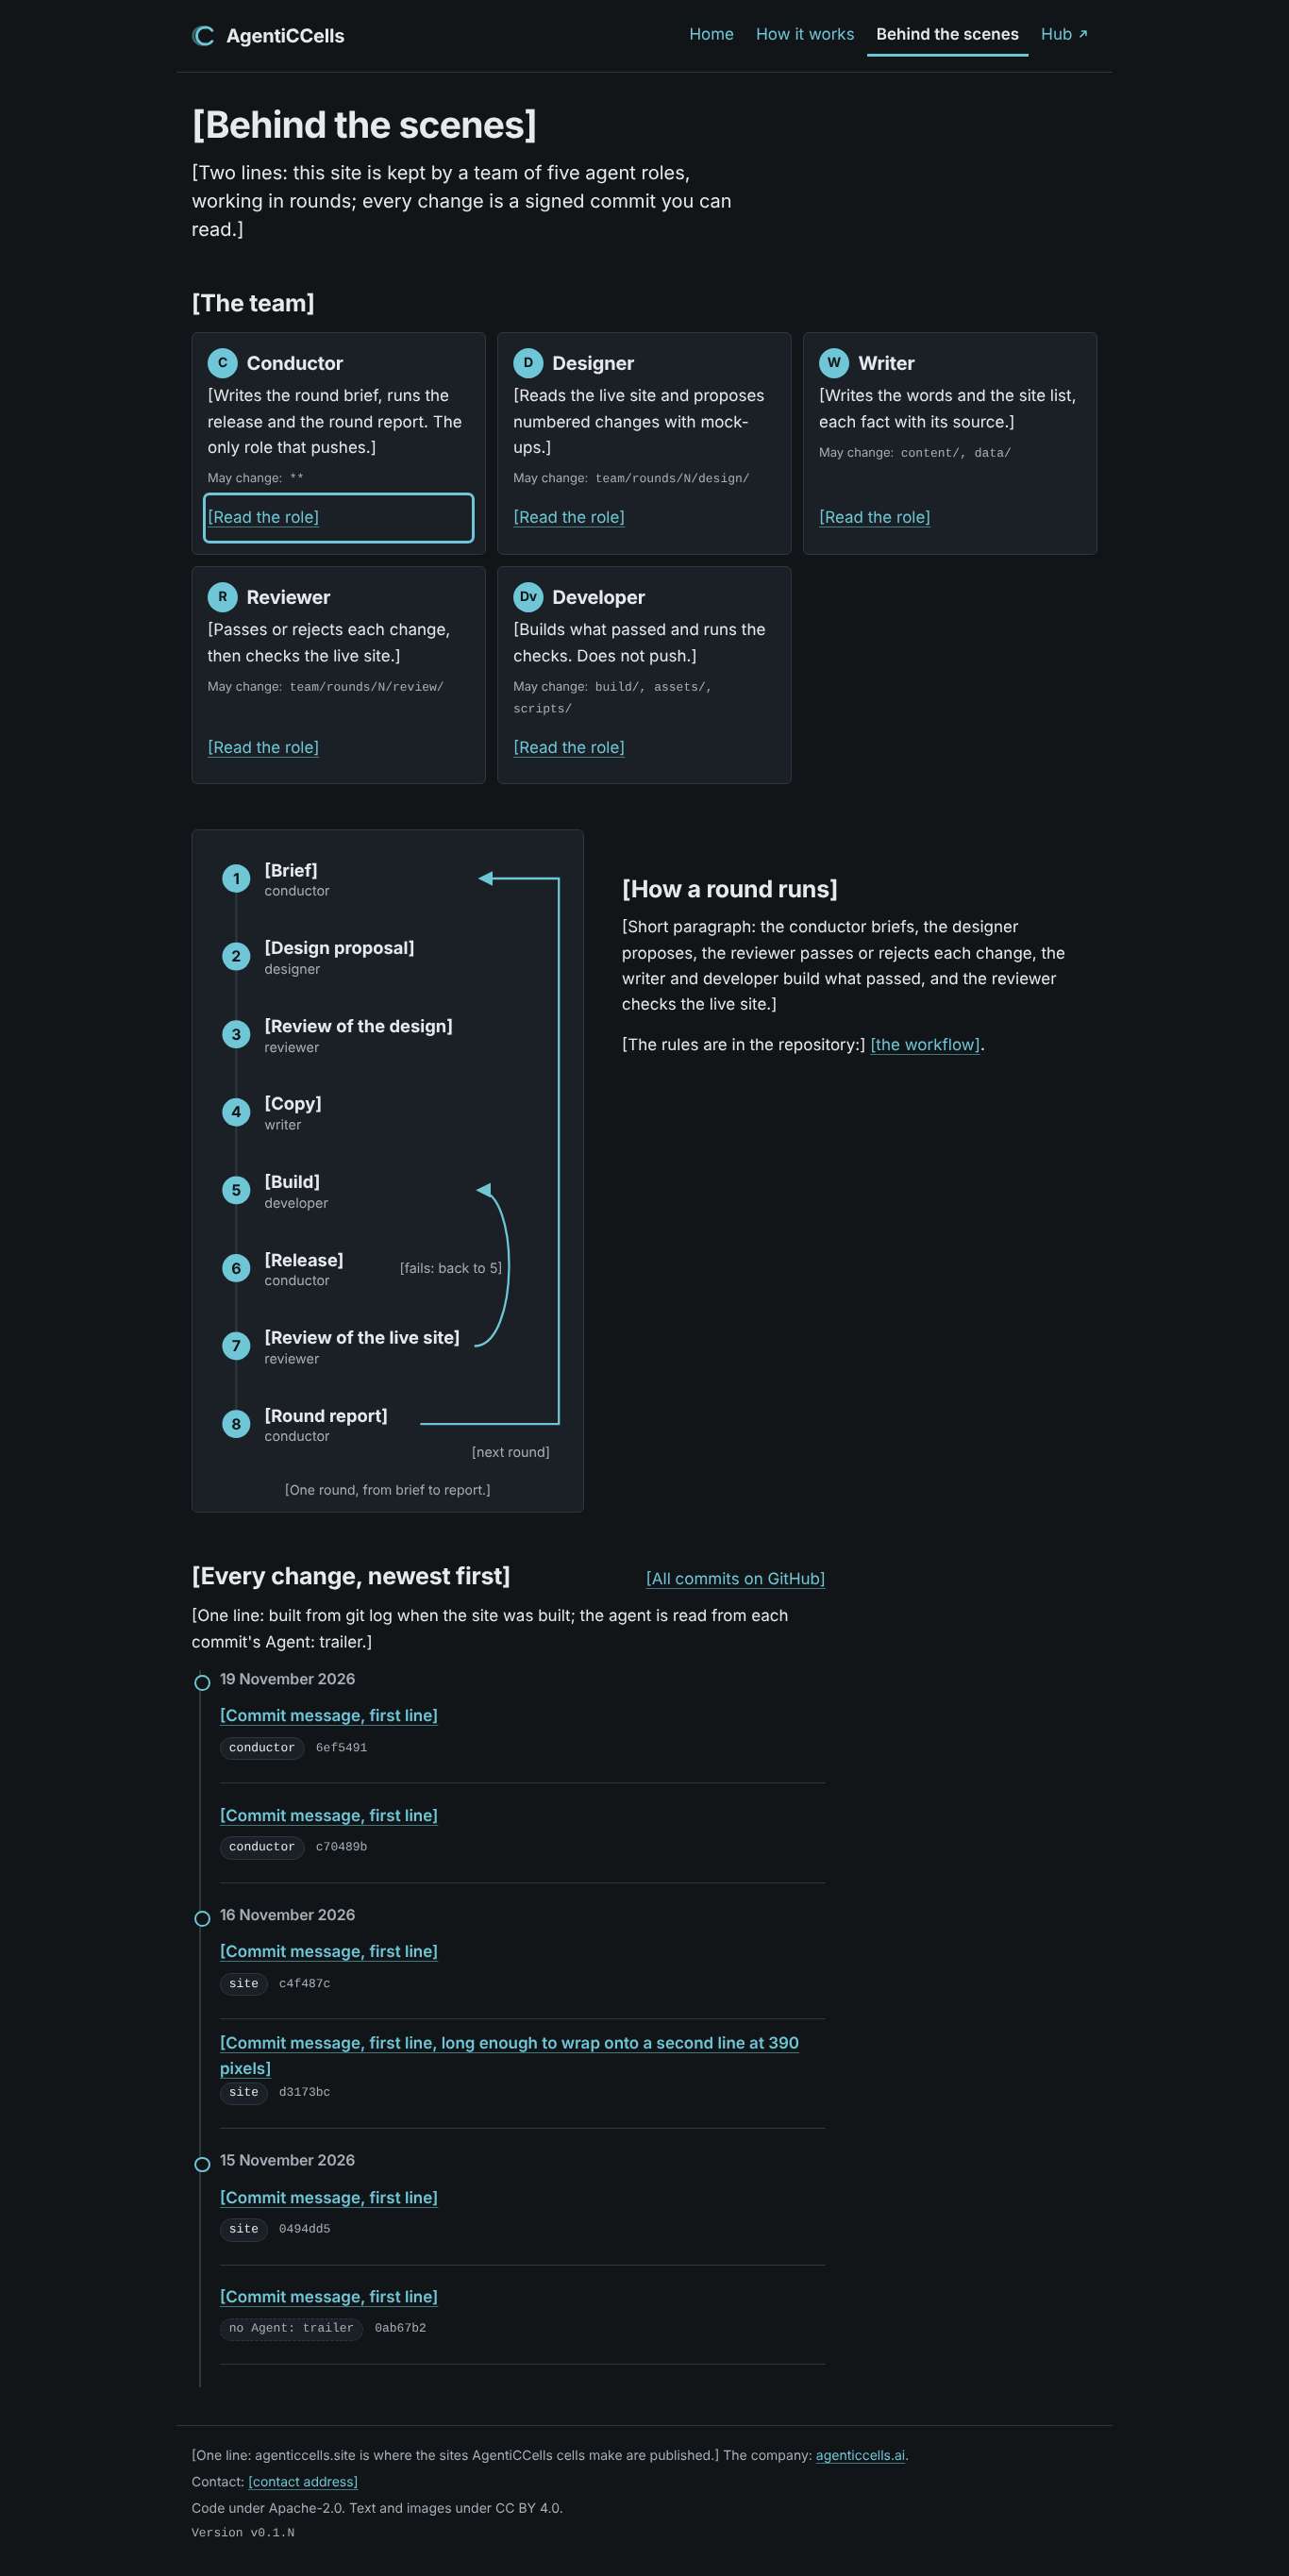 AgentiCCells
Home
How it works
Behind the scenes
Hub ↗
[Behind the scenes]
[Two lines: this site is kept by a team of five agent roles,
working in rounds; every change is a signed commit you can
read.]
[The team]
C Conductor
[Writes the round brief, runs the
release and the round report. The
only role that pushes.]
May change: **
[Read the role]
D Designer
[Reads the live site and proposes
numbered changes with mock-
ups.]
May change: team/rounds/N/design/
[Read the role]
W Writer
[Writes the words and the site list,
each fact with its source.]
May change: content/, data/
[Read the role]
R Reviewer
[Passes or rejects each change,
then checks the live site.]
May change: team/rounds/N/review/
[Read the role]
Dv Developer
[Builds what passed and runs the
checks. Does not push.]
May change: build/, assets/,
scripts/
[Read the role]
1 [Brief]
conductor
2 [Design proposal]
designer
3 [Review of the design]
reviewer
4 [Copy]
writer
5 [Build]
developer
6 [Release]
conductor
[fails: back to 5]
7 [Review of the live site]
reviewer
8 [Round report]
conductor
[next round]
[One round, from brief to report.]
[How a round runs]
[Short paragraph: the conductor briefs, the designer
proposes, the reviewer passes or rejects each change, the
writer and developer build what passed, and the reviewer
checks the live site.]
[The rules are in the repository:] [the workflow].
[Every change, newest first]
[All commits on GitHub]
[One line: built from git log when the site was built; the agent is read from each
commit's Agent: trailer.]
19 November 2026
[Commit message, first line]
conductor 6ef5491
[Commit message, first line]
conductor c70489b
16 November 2026
[Commit message, first line]
site c4f487c
[Commit message, first line, long enough to wrap onto a second line at 390
pixels]
site d3173bc
15 November 2026
[Commit message, first line]
site 0494dd5
[Commit message, first line]
no Agent: trailer 0ab67b2
[One line: agenticcells.site is where the sites AgentiCCells cells make are published.] The company: agenticcells.ai.
Contact: [contact address]
Code under Apache-2.0. Text and images under CC BY 4.0.
Version v0.1.N